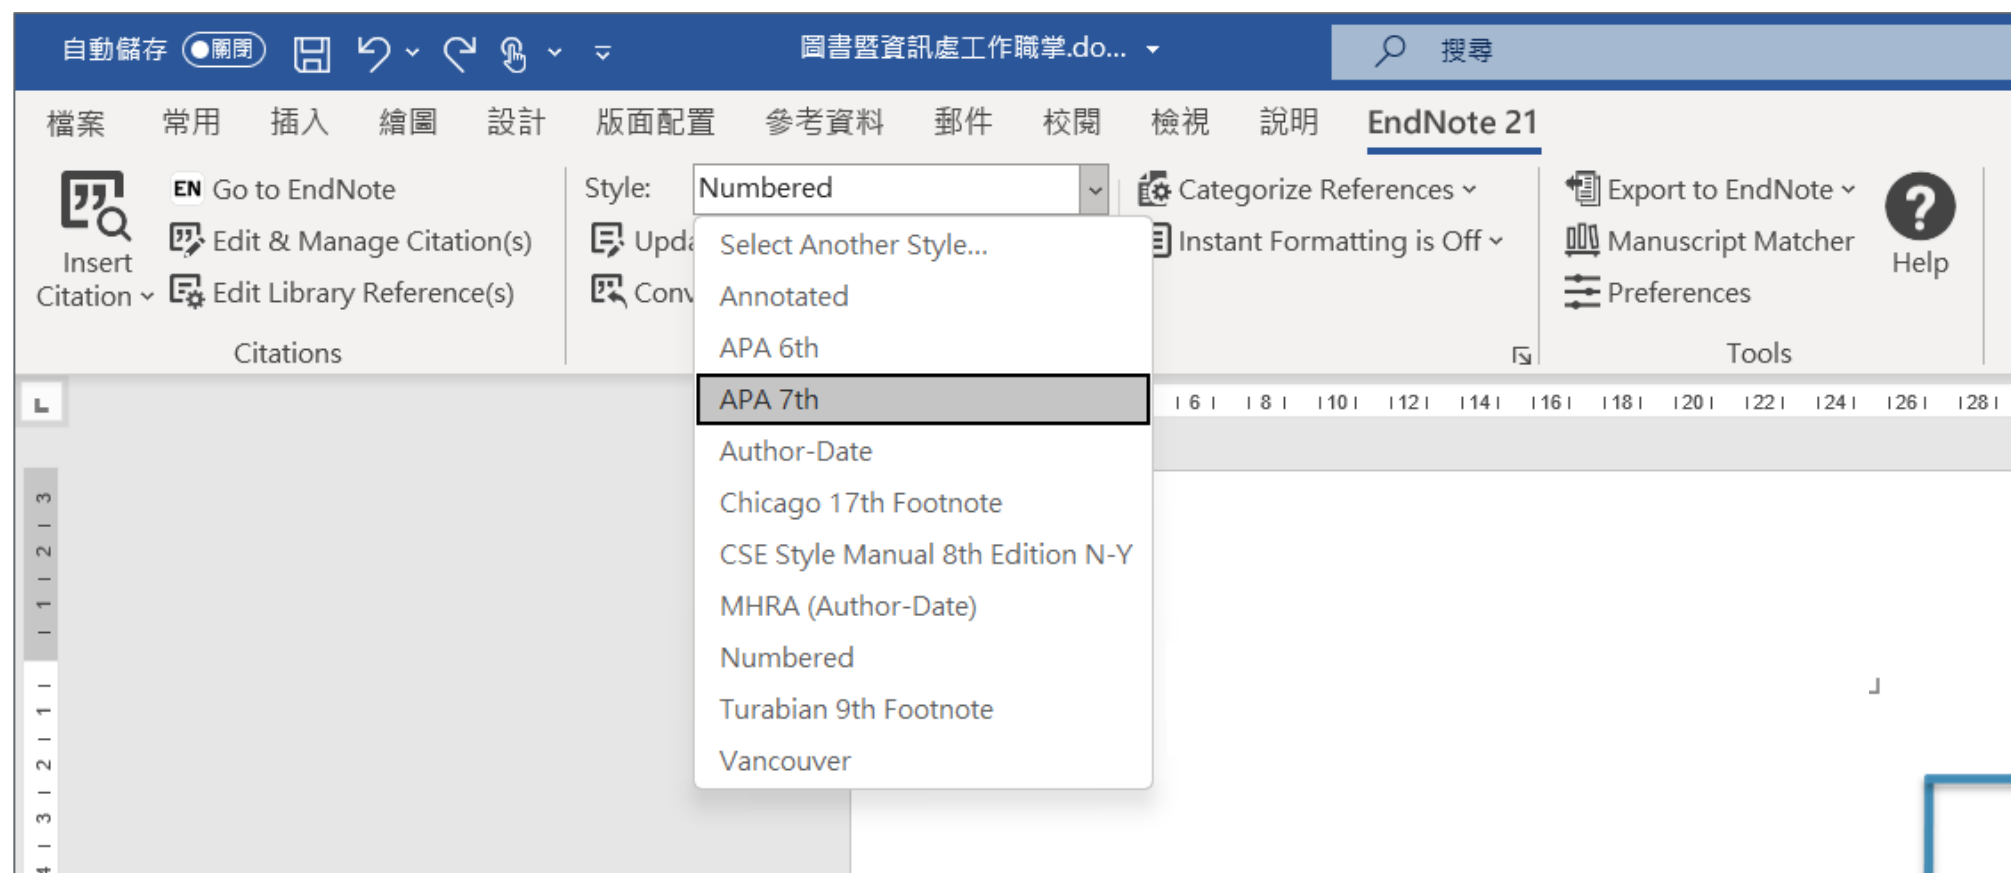 自動儲存 關閉 圖書暨資訊處工作職掌.do... 搜尋
檔案 常用 插入 繪圖 設計 版面配置 參考資料 郵件 校閱 檢視 說明 EndNote 21
Insert
Citation
EN Go to EndNote
Edit & Manage Citation(s)
Edit Library Reference(s)
Citations
Style: Numbered
Upda
Conv
Select Another Style...
Annotated
APA 6th
APA 7th
Author-Date
Chicago 17th Footnote
CSE Style Manual 8th Edition N-Y
MHRA (Author-Date)
Numbered
Turabian 9th Footnote
Vancouver
Categorize References
Instant Formatting is Off
Export to EndNote
Manuscript Matcher
Preferences
Tools
Help
6 8 10 12 14 16 18 20 22 24 26 28
3
2
1
1
2
3
4